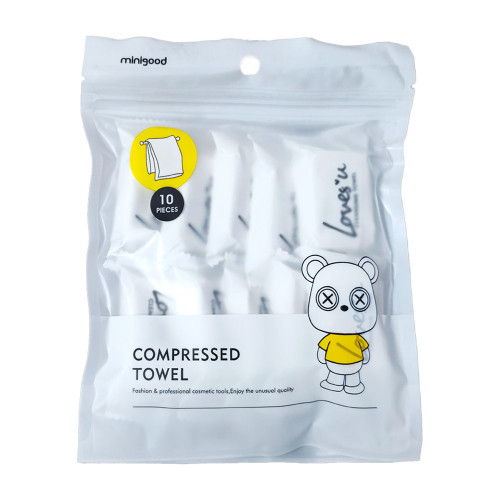 minigood
10
PIECES
Loves u
COMPRESSED
TOWEL
Fashion & professional cosmetic tools,Enjoy the unusual quality